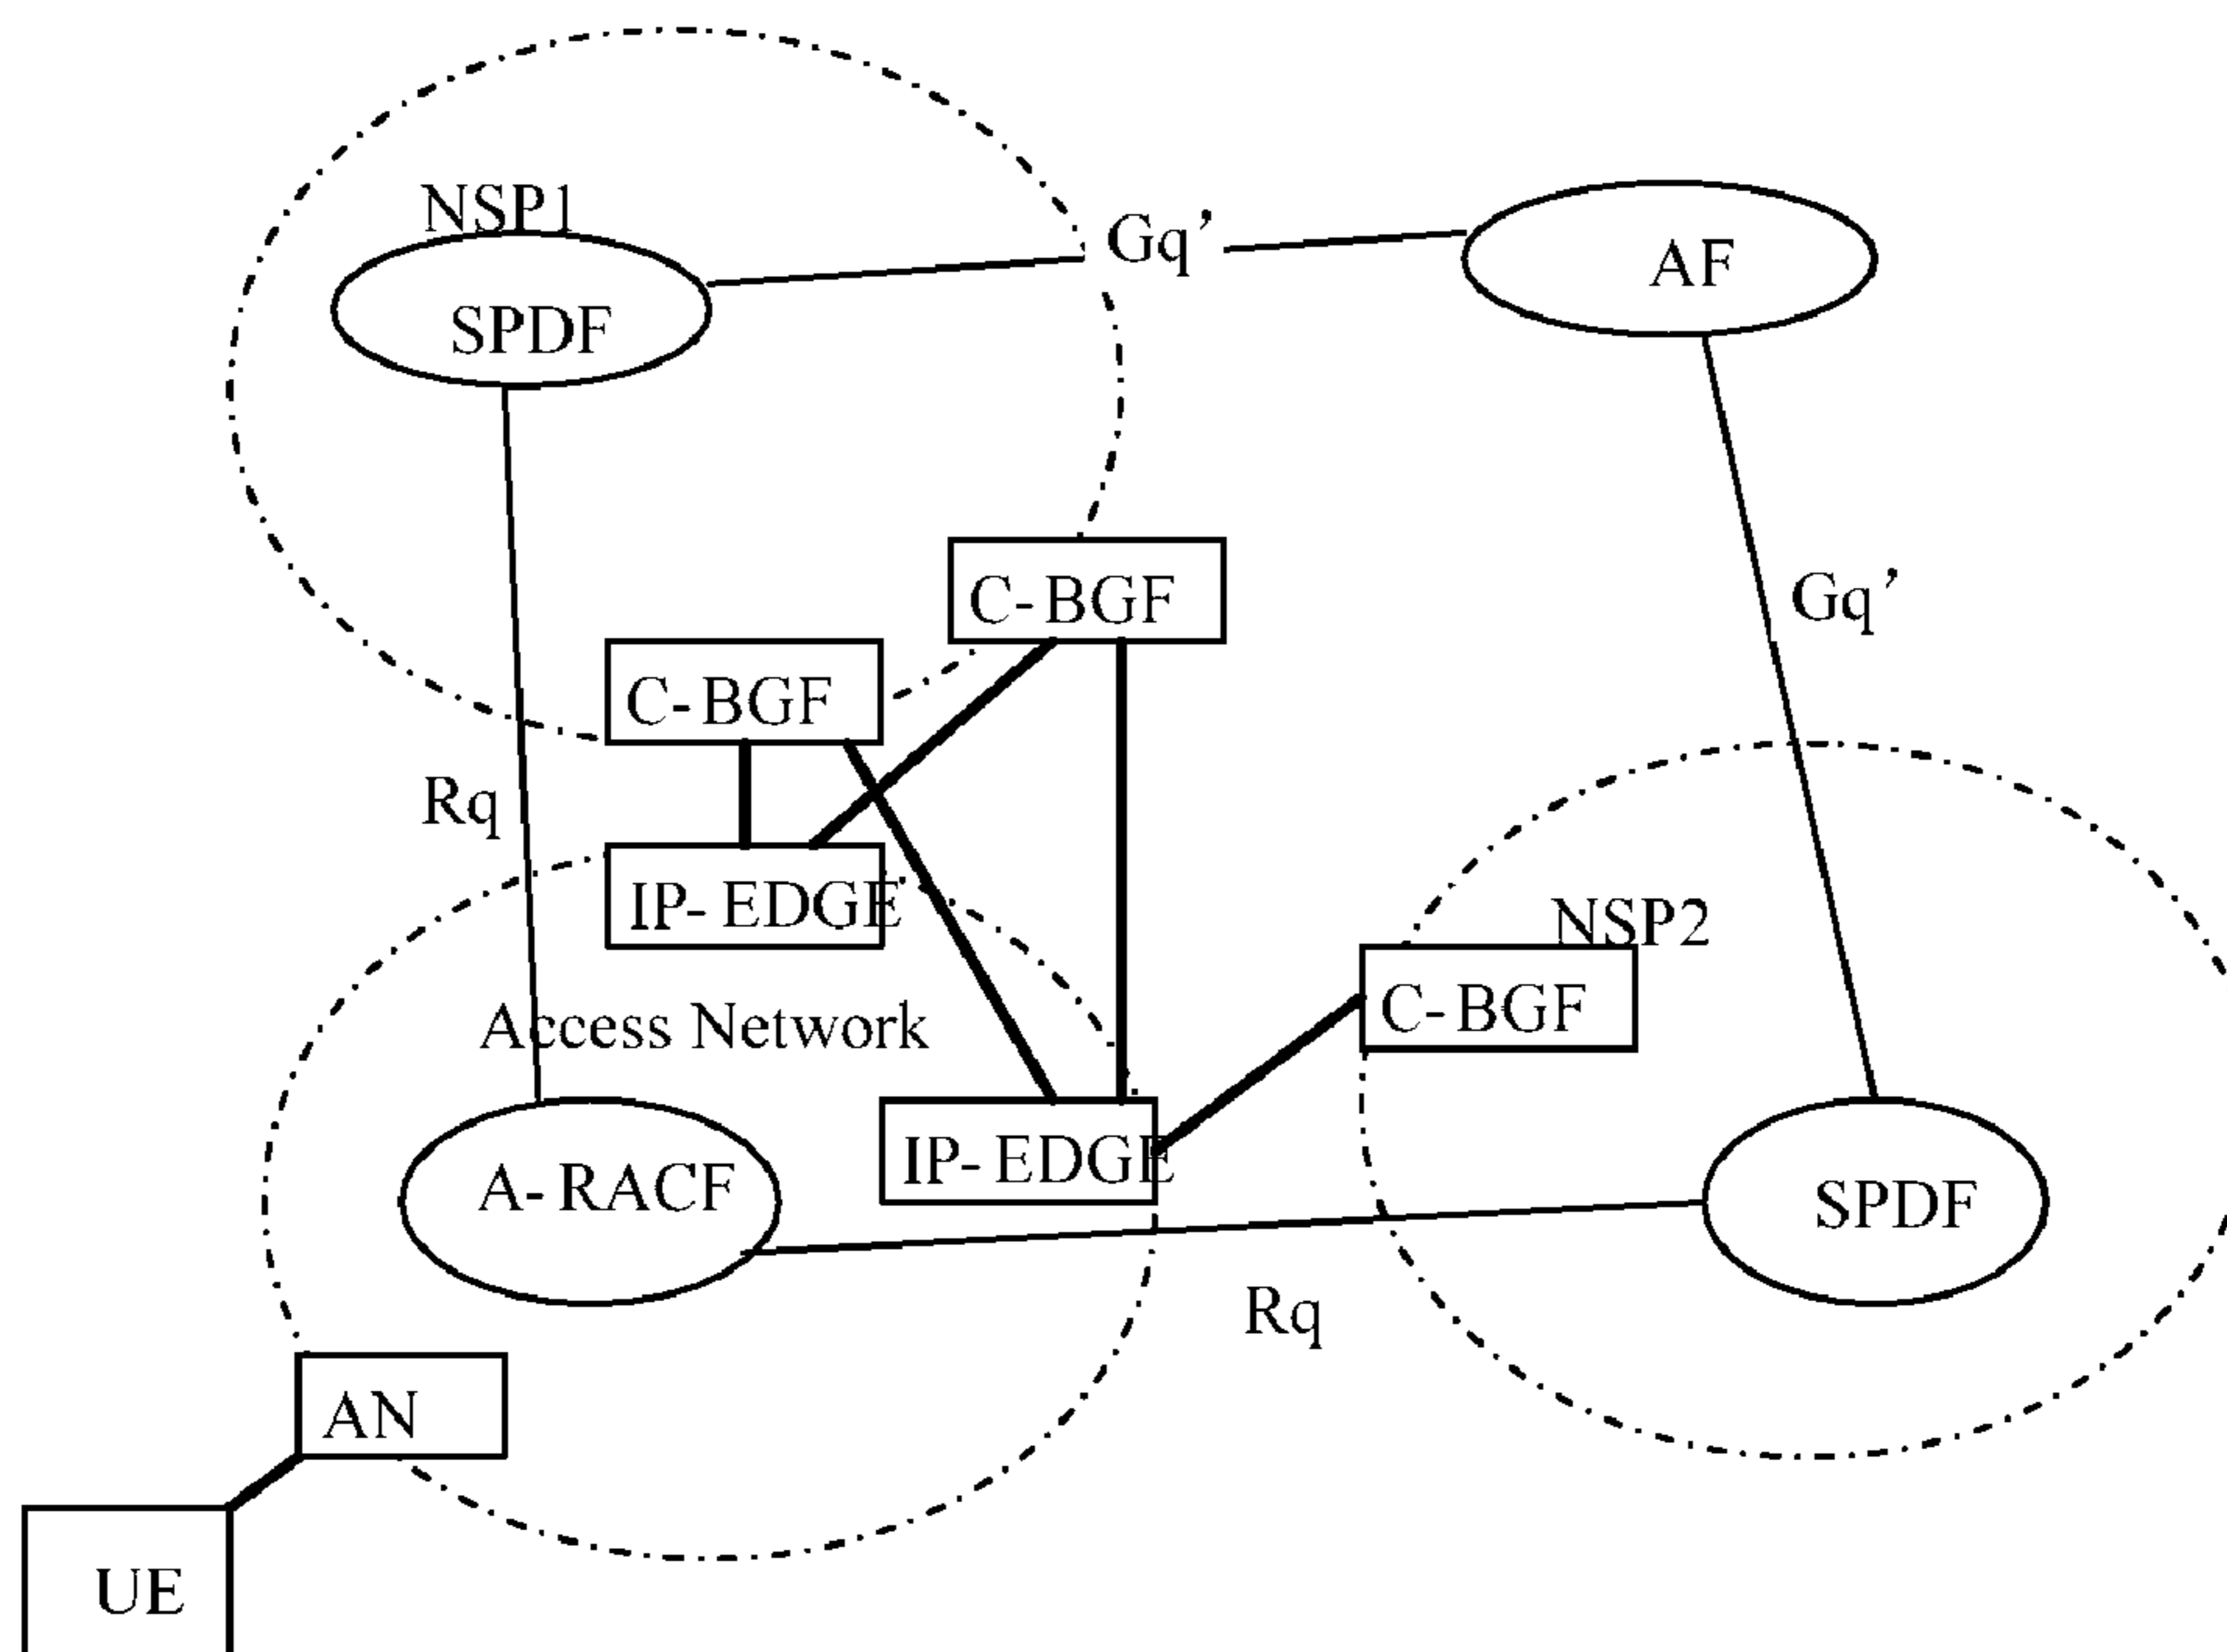 NSP1
Gq’
AF
SPDF
C-BGF
Gq’
C-BGF
Rq
IP-EDGE
NSP2
C-BGF
Access Network
A-RACF
IP-EDGE
SPDF
Rq
AN
UE